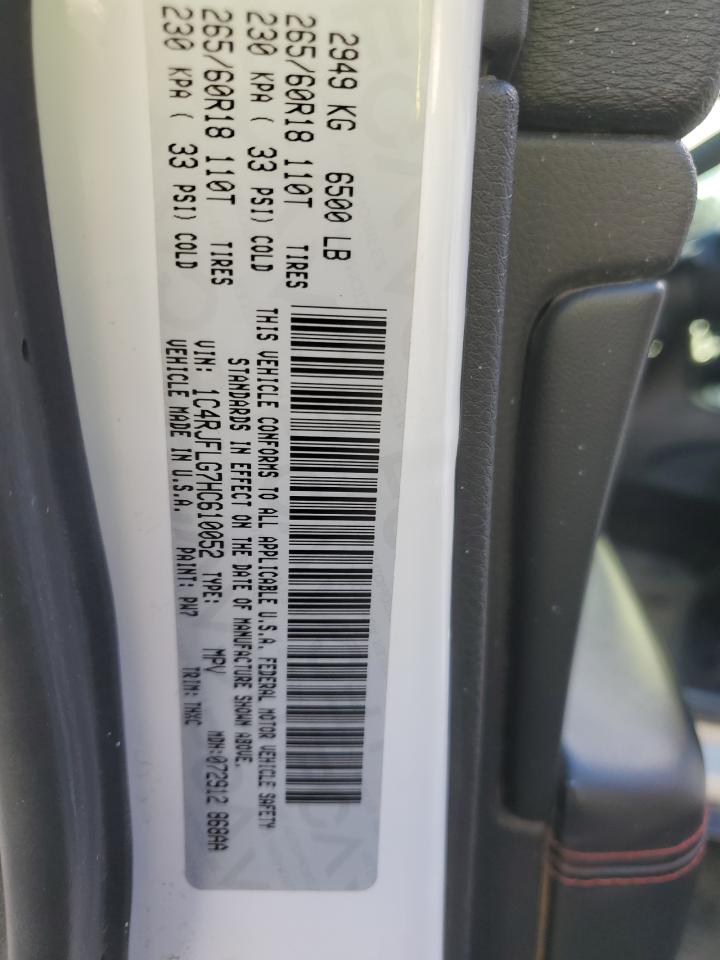 2949 KG 6500 LB
265/60R18 110T TIRES
230 KPA ( 33 PSI) COLD
265/60R18 110T TIRES
230 KPA ( 33 PSI) COLD
THIS VEHICLE CONFORMS TO ALL APPLICABLE U.S.A. FEDERAL MOTOR VEHICLE SAFETY
STANDARDS IN EFFECT ON THE DATE OF MANUFACTURE SHOWN ABOVE.
VIN: 1C4RJFLG7HC610052 TYPE: MPV MDH:072912 868AA
VEHICLE MADE IN U.S.A. PAINT: PW7 TRIM: TNXC